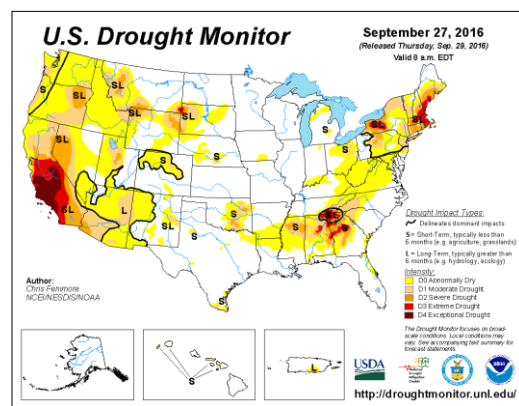 U.S. Drought Monitor
September 27, 2016
(Released Thursday, Sep. 29, 2016)
Valid 8 a.m. EDT
S
SL
SL
SL
SL
SL
S
S
SL
L
SL
S
S
S
S
S
S
SL
SL
S
S
SL
S
Drought Impact Types:
Delineates dominant impacts
S = Short-Term, typically less than
6 months (e.g. agriculture, grasslands)
L = Long-Term, typically greater than
6 months (e.g. hydrology, ecology)
Intensity:
D0 Abnormally Dry
D1 Moderate Drought
D2 Severe Drought
D3 Extreme Drought
D4 Exceptional Drought
Author:
Chris Fenimore
NCEI/NESDIS/NOAA
The Drought Monitor focuses on broad-
scale conditions. Local conditions may
vary. See accompanying text summary for
forecast statements.
S
L
USDA
http://droughtmonitor.unl.edu/